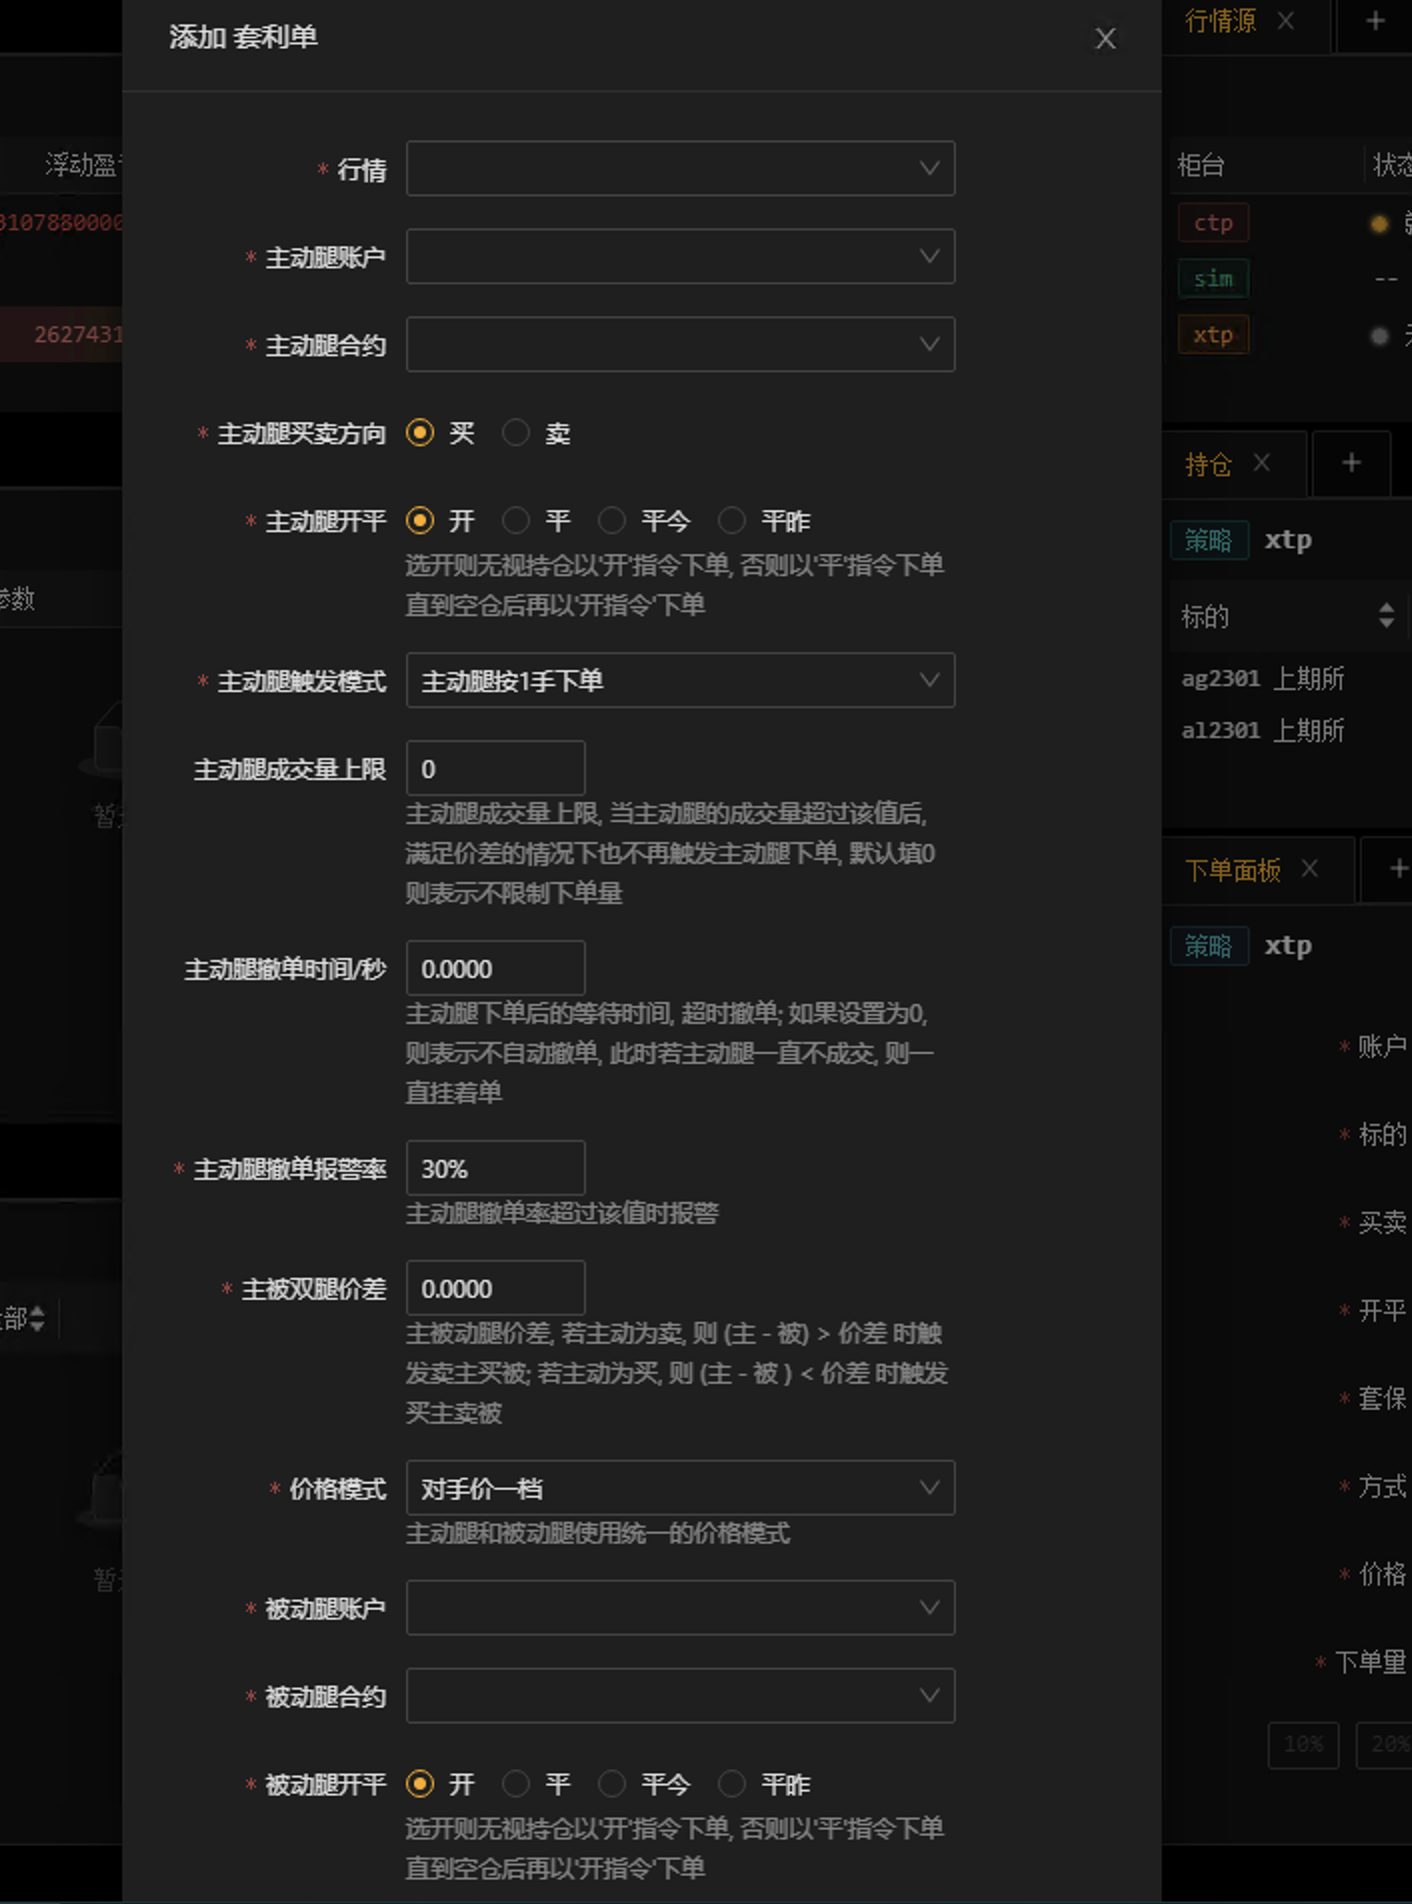 添加 套利单
行情源
浮动盈
柜台
状态
* 行情
3107880000
ctp
* 主动腿账户
sim
--
2627431
* 主动腿合约
xtp
* 主动腿买卖方向
买
卖
持仓
* 主动腿开平
开
平
平今
平昨
选开则无视持仓以'开'指令下单, 否则以'平'指令下单
直到空仓后再以'开指令'下单
策略 xtp
参数
标的
* 主动腿触发模式
主动腿按1手下单
ag2301 上期所
al2301 上期所
主动腿成交量上限
0
主动腿成交量上限, 当主动腿的成交量超过该值后,
满足价差的情况下也不再触发主动腿下单, 默认填0
则表示不限制下单量
暂
下单面板
策略 xtp
主动腿撤单时间/秒
0.0000
主动腿下单后的等待时间, 超时撤单; 如果设置为0,
则表示不自动撤单, 此时若主动腿一直不成交, 则一
直挂着单
* 账户
* 标的
* 主动腿撤单报警率
30%
主动腿撤单率超过该值时报警
* 买卖
* 主被双腿价差
0.0000
主被动腿价差, 若主动为卖, 则 (主 - 被) > 价差 时触
发卖主买被; 若主动为买, 则 (主 - 被 ) < 价差 时触发
买主卖被
部
* 开平
* 套保
* 价格模式
对手价一档
主动腿和被动腿使用统一的价格模式
* 方式
暂
* 价格
* 被动腿账户
* 下单量
* 被动腿合约
10%
20%
* 被动腿开平
开
平
平今
平昨
选开则无视持仓以'开'指令下单, 否则以'平'指令下单
直到空仓后再以'开指令'下单